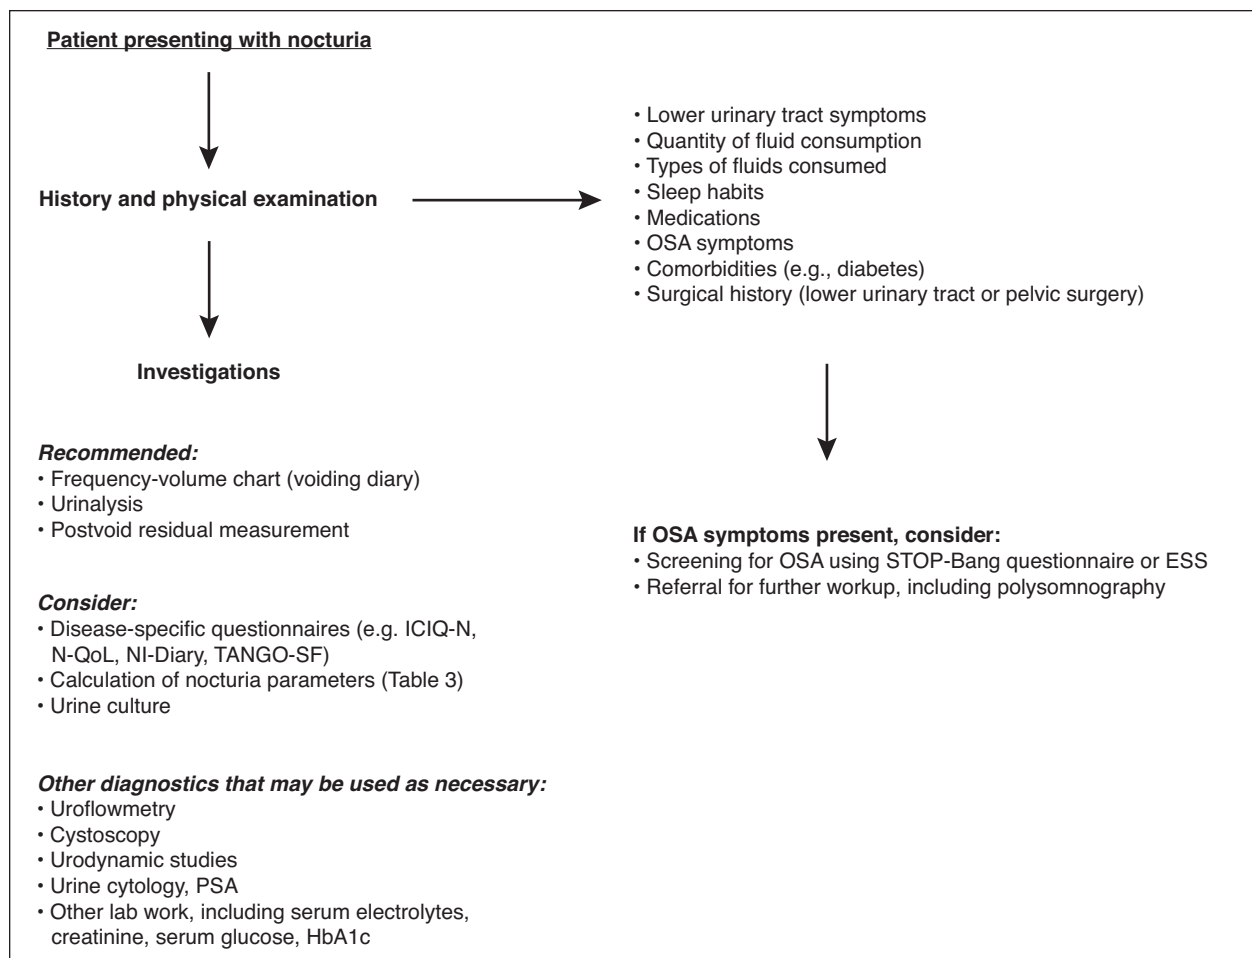 Patient presenting with nocturia
History and physical examination
• Lower urinary tract symptoms
• Quantity of fluid consumption
• Types of fluids consumed
• Sleep habits
• Medications
• OSA symptoms
• Comorbidities (e.g., diabetes)
• Surgical history (lower urinary tract or pelvic surgery)
Investigations
Recommended:
• Frequency-volume chart (voiding diary)
• Urinalysis
• Postvoid residual measurement
Consider:
• Disease-specific questionnaires (e.g. ICIQ-N,
N-QoL, NI-Diary, TANGO-SF)
• Calculation of nocturia parameters (Table 3)
• Urine culture
Other diagnostics that may be used as necessary:
• Uroflowmetry
• Cystoscopy
• Urodynamic studies
• Urine cytology, PSA
• Other lab work, including serum electrolytes,
creatinine, serum glucose, HbA1c
If OSA symptoms present, consider:
• Screening for OSA using STOP-Bang questionnaire or ESS
• Referral for further workup, including polysomnography